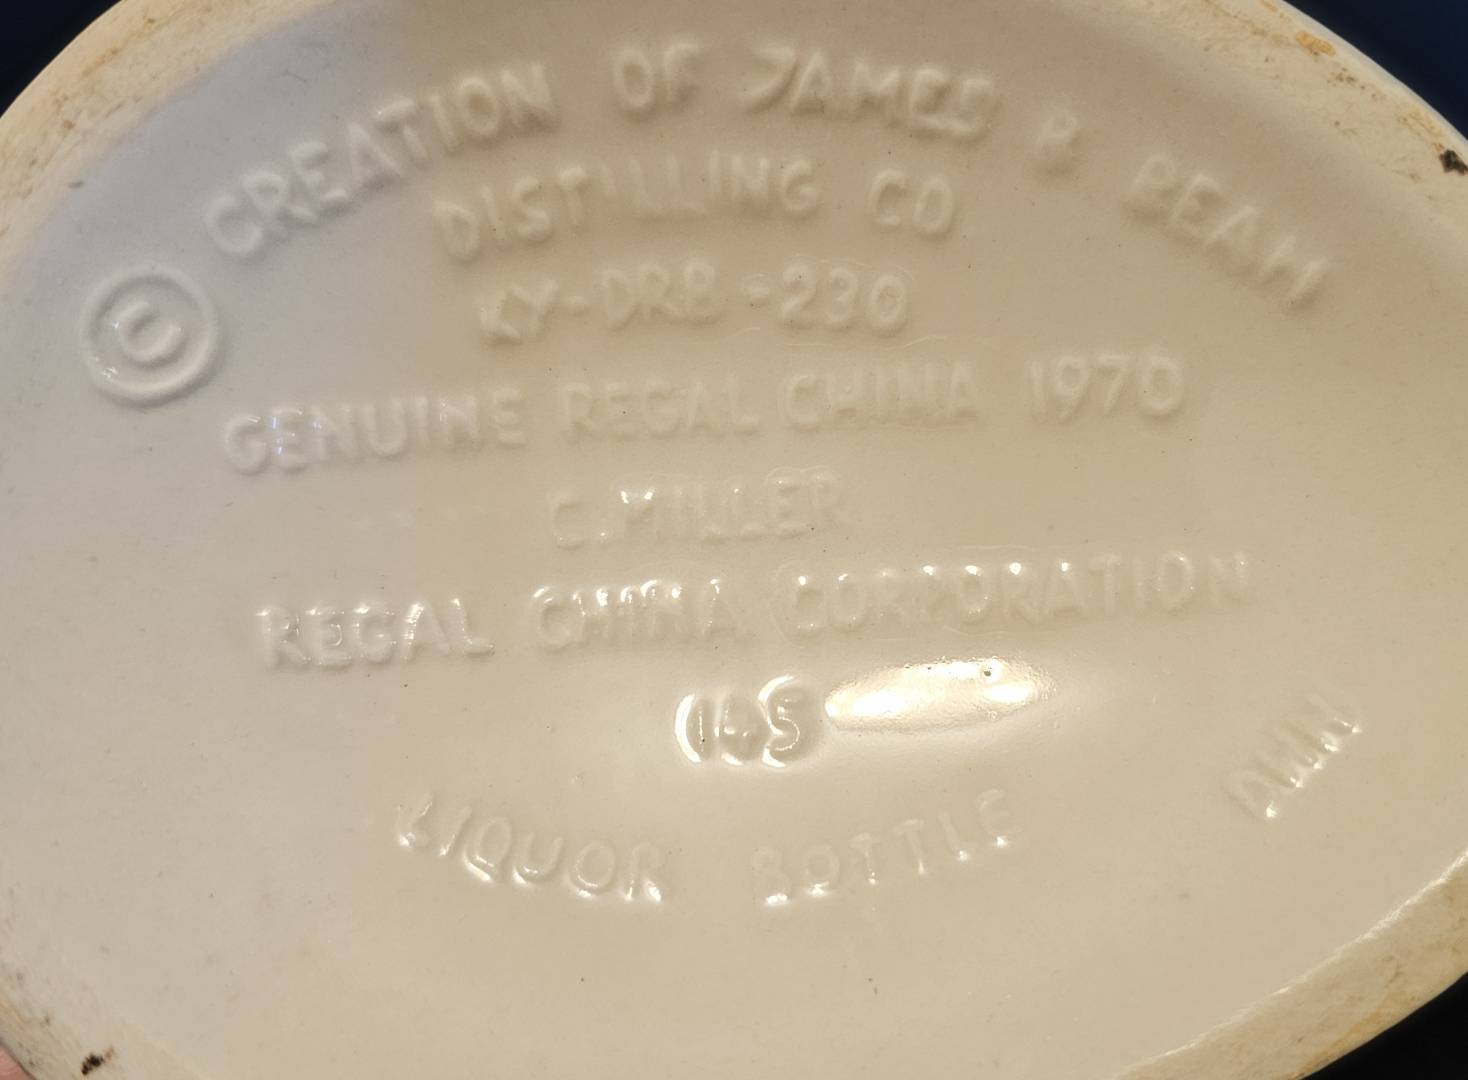 © CREATION OF JAMES B BEAM
DISTILLING CO
KY-DRB-230
GENUINE REGAL CHINA 1970
C.MILLER
REGAL CHINA CORPORATION
145
LIQUOR BOTTLE